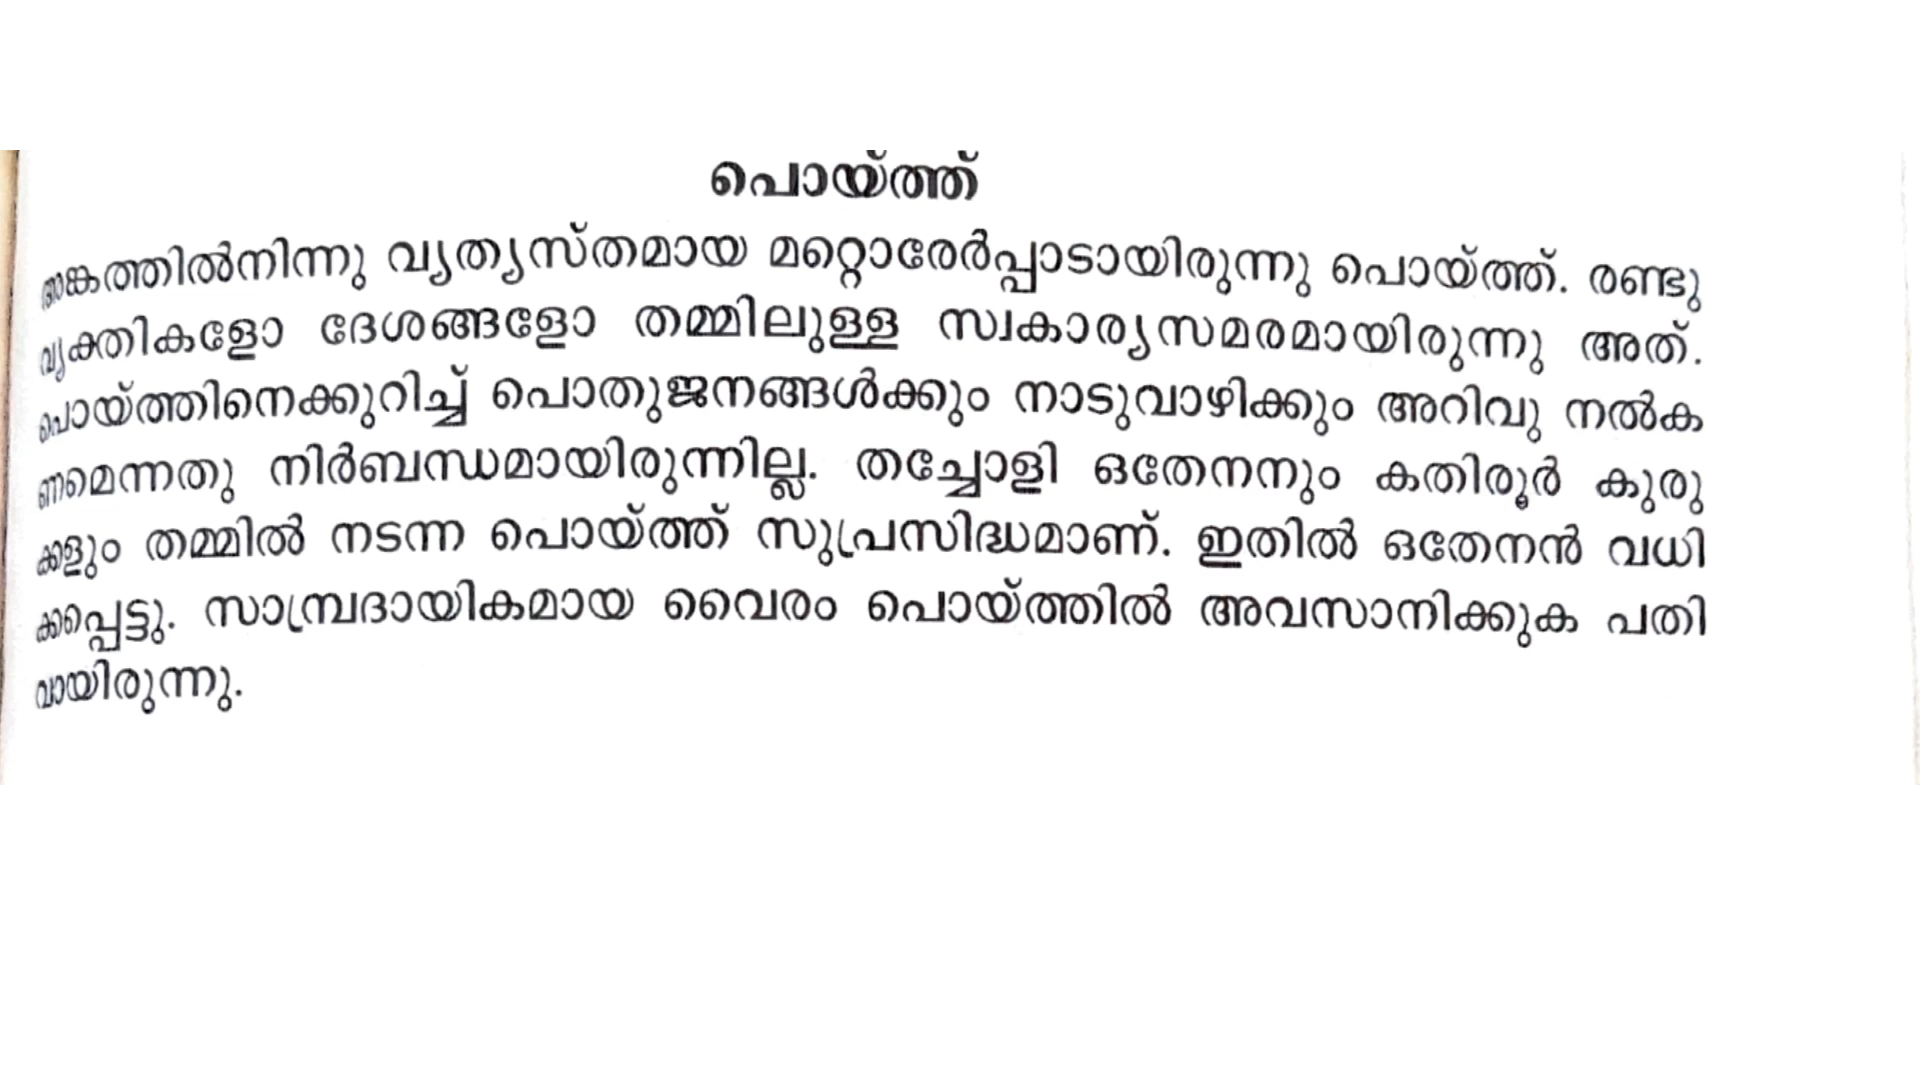 പൊയ്ത്ത്
അങ്കത്തിൽനിന്നു വ്യത്യസ്തമായ മറ്റൊരേർപ്പാടായിരുന്നു പൊയ്ത്ത്. രണ്ടു
വ്യക്തികളോ ദേശങ്ങളോ തമ്മിലുള്ള സ്വകാര്യസമരമായിരുന്നു അത്.
പൊയ്ത്തിനെക്കുറിച്ച് പൊതുജനങ്ങൾക്കും നാടുവാഴിക്കും അറിവു നൽക
ണമെന്നതു നിർബന്ധമായിരുന്നില്ല. തച്ചോളി ഒതേനനും കതിരൂർ കുരു
ക്കളും തമ്മിൽ നടന്ന പൊയ്ത്ത് സുപ്രസിദ്ധമാണ്. ഇതിൽ ഒതേനൻ വധി
ക്കപ്പെട്ടു. സാമ്പ്രദായികമായ വൈരം പൊയ്ത്തിൽ അവസാനിക്കുക പതി
വായിരുന്നു.